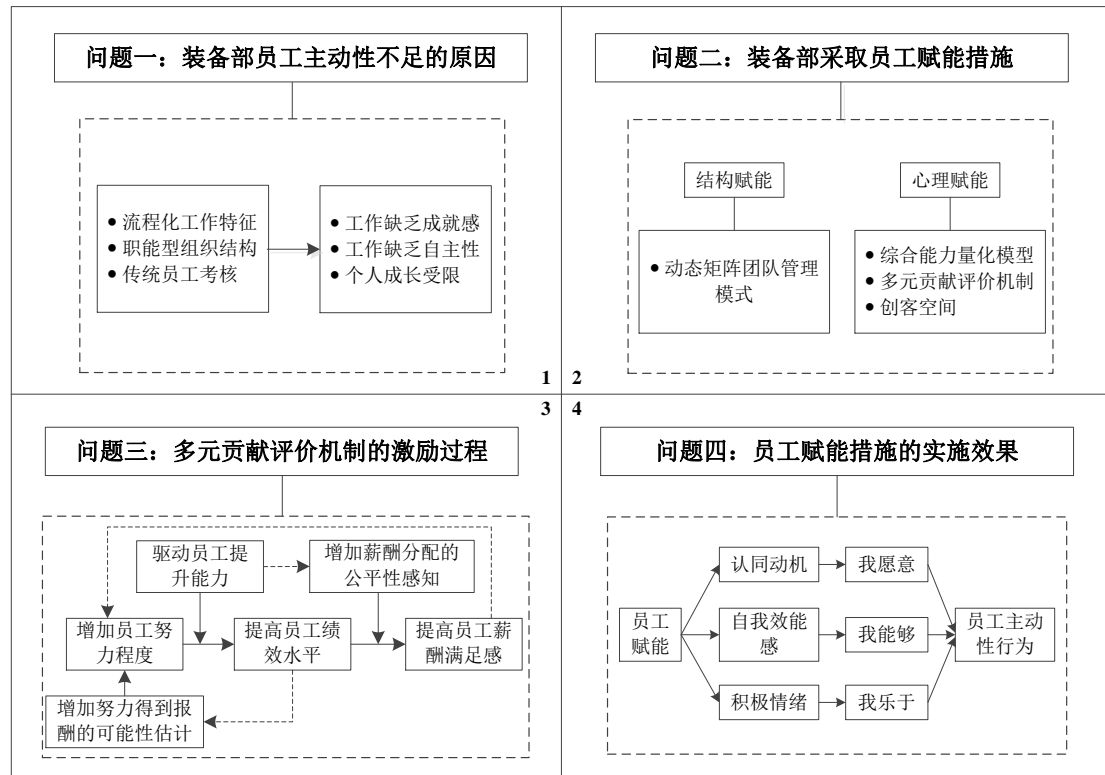 问题一：装备部员工主动性不足的原因
● 流程化工作特征
● 职能型组织结构
● 传统员工考核
● 工作缺乏成就感
● 工作缺乏自主性
● 个人成长受限
1
问题二：装备部采取员工赋能措施
结构赋能
● 动态矩阵团队管理
模式
心理赋能
● 综合能力量化模型
● 多元贡献评价机制
● 创客空间
2
3
问题三：多元贡献评价机制的激励过程
驱动员工提
升能力
增加薪酬分配的
公平性感知
增加员工努
力程度
提高员工绩
效水平
提高员工薪
酬满足感
增加努力得到报
酬的可能性估计
4
问题四：员工赋能措施的实施效果
员工
赋能
认同动机
我愿意
自我效能
感
我能够
积极情绪
我乐于
员工主动
性行为